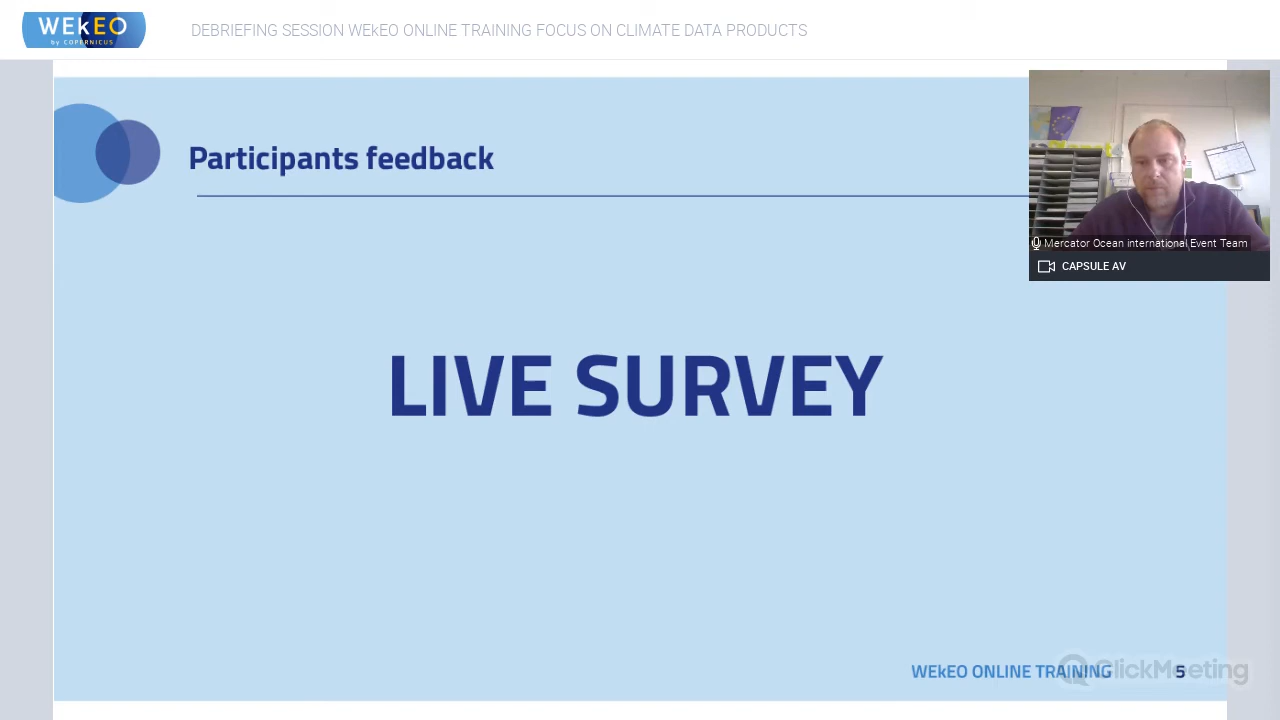 WEkEO
by COPERNICUS
DEBRIEFING SESSION WEkEO ONLINE TRAINING FOCUS ON CLIMATE DATA PRODUCTS
Participants feedback
Mercator Ocean international Event Team
CAPSULE AV
LIVE SURVEY
WEkEO ONLINE TRAINING
5
ClickMeeting